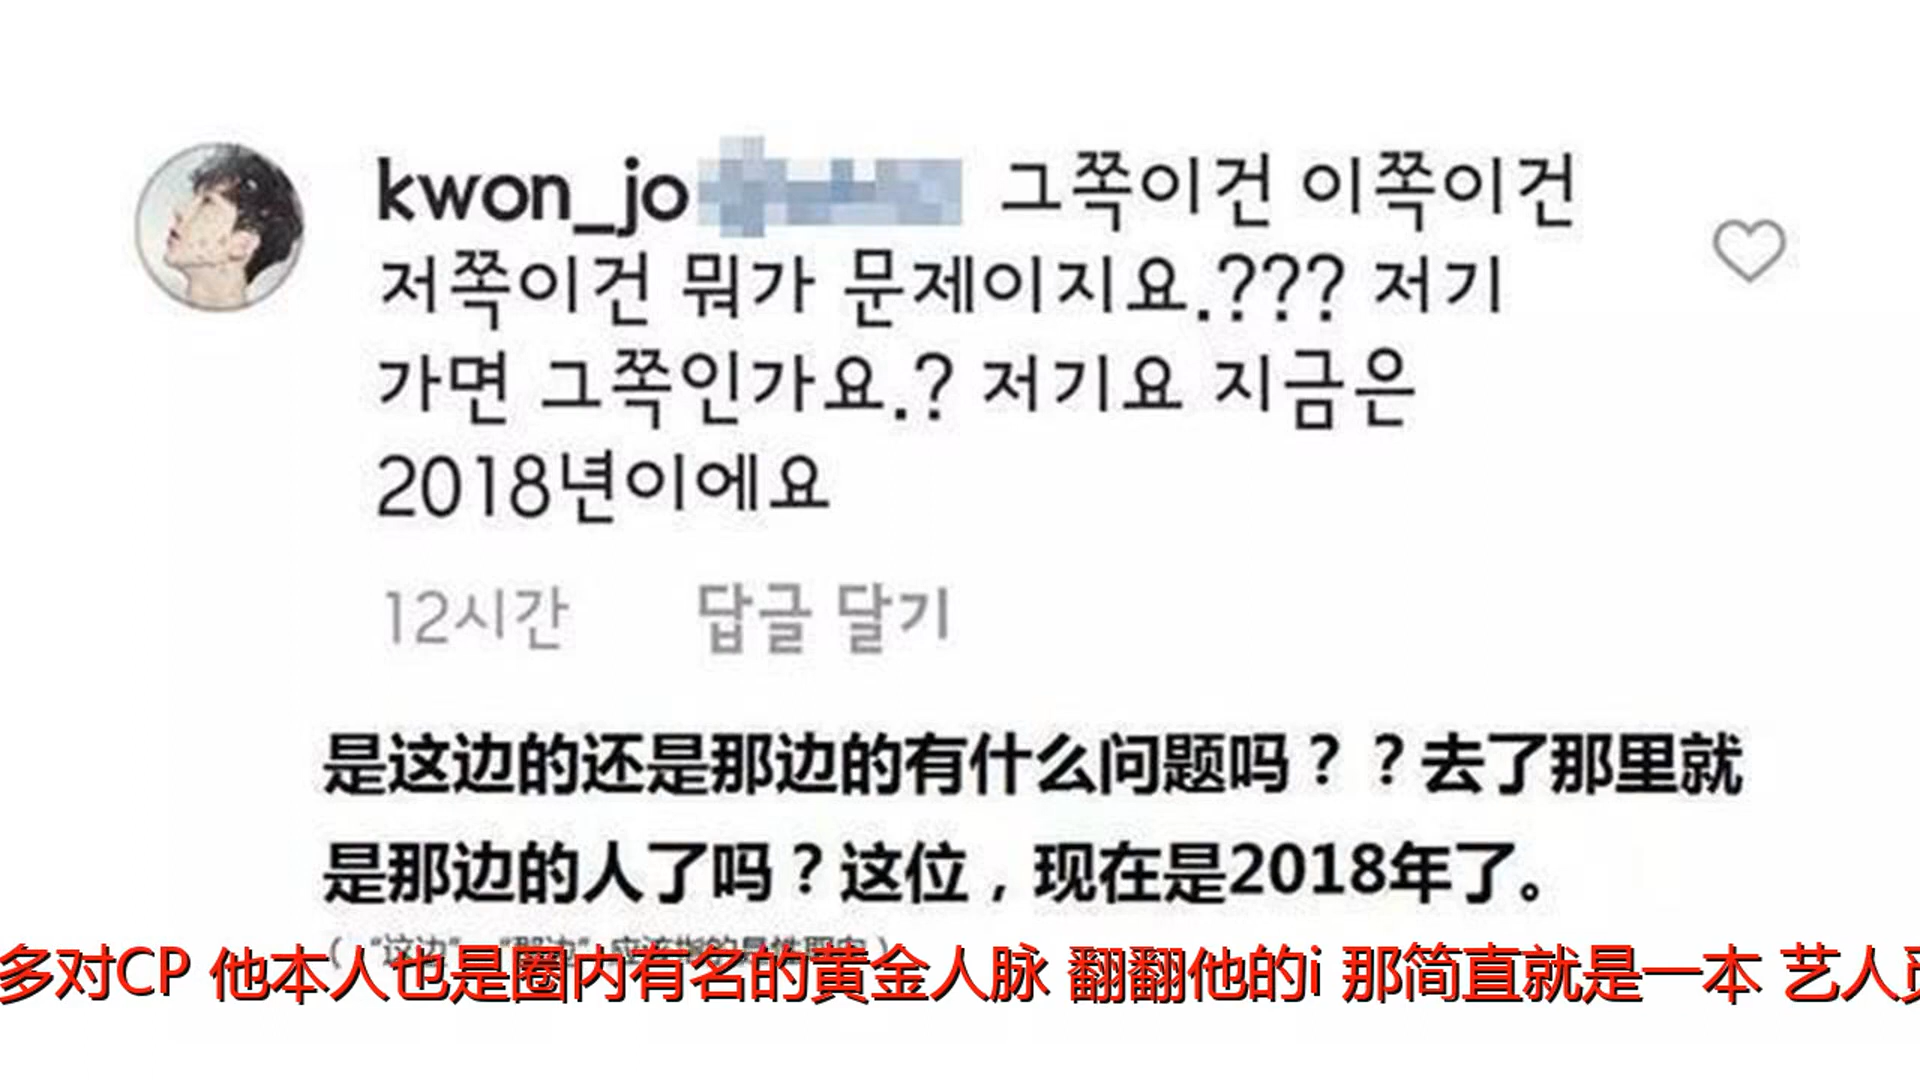 kwon_jo 그쪽이건 이쪽이건
저쪽이건 뭐가 문제이지요.??? 저기
가면 그쪽인가요.? 저기요 지금은
2018년이에요
12시간 답글 달기
是这边的还是那边的有什么问题吗？？去了那里就
是那边的人了吗？这位，现在是2018年了。
多对CP 他本人也是圈内有名的黄金人脉 翻翻他的i 那简直就是一本 艺人